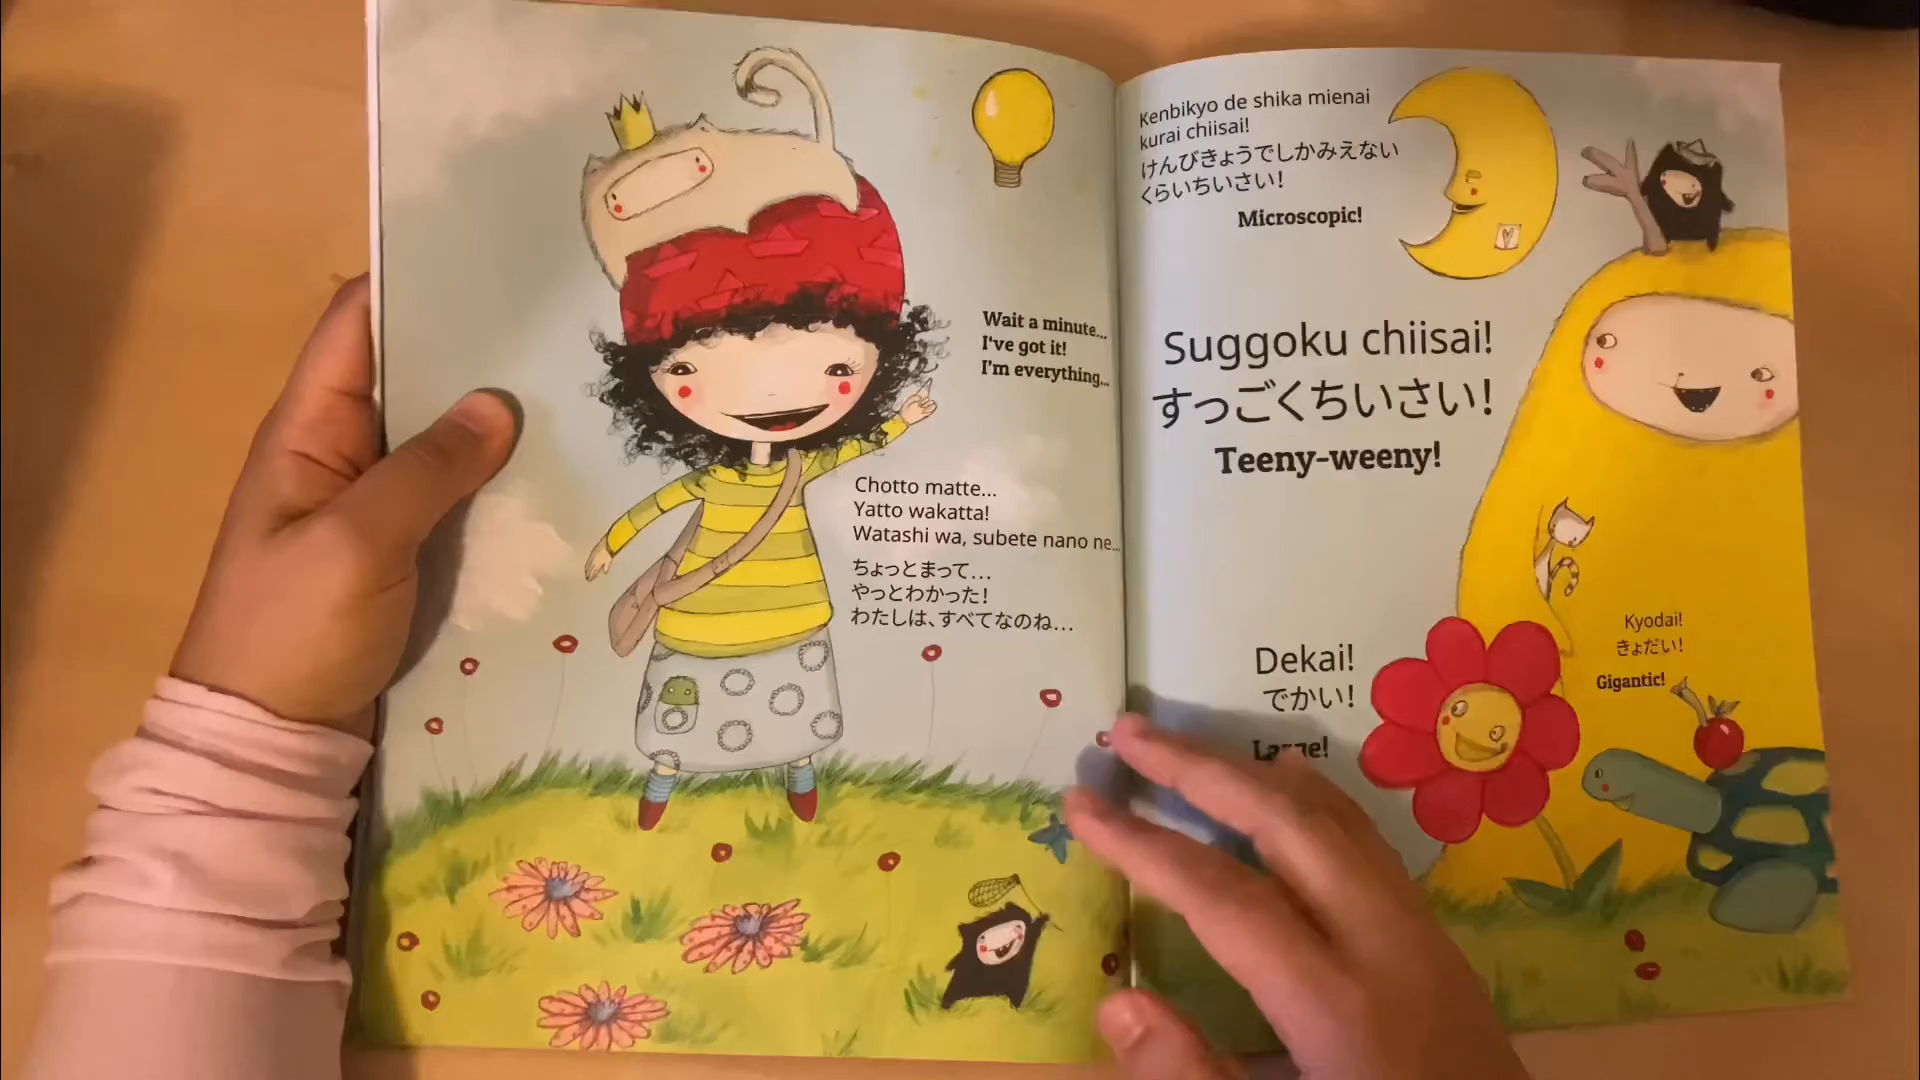 Wait a minute...
I've got it!
I'm everything...
Chotto matte...
Yatto wakatta!
Watashi wa, subete nano ne...
ちょっとまって...
やっとわかった!
わたしは、すべてなのね...
Kenbikyo de shika mienai
kurai chiisai!
けんびきょうでしかみえない
くらいちいさい!
Microscopic!
Suggoku chiisai!
すっごくちいさい!
Teeny-weeny!
Dekai!
でかい!
Large!
Kyodai!
きょだい!
Gigantic!